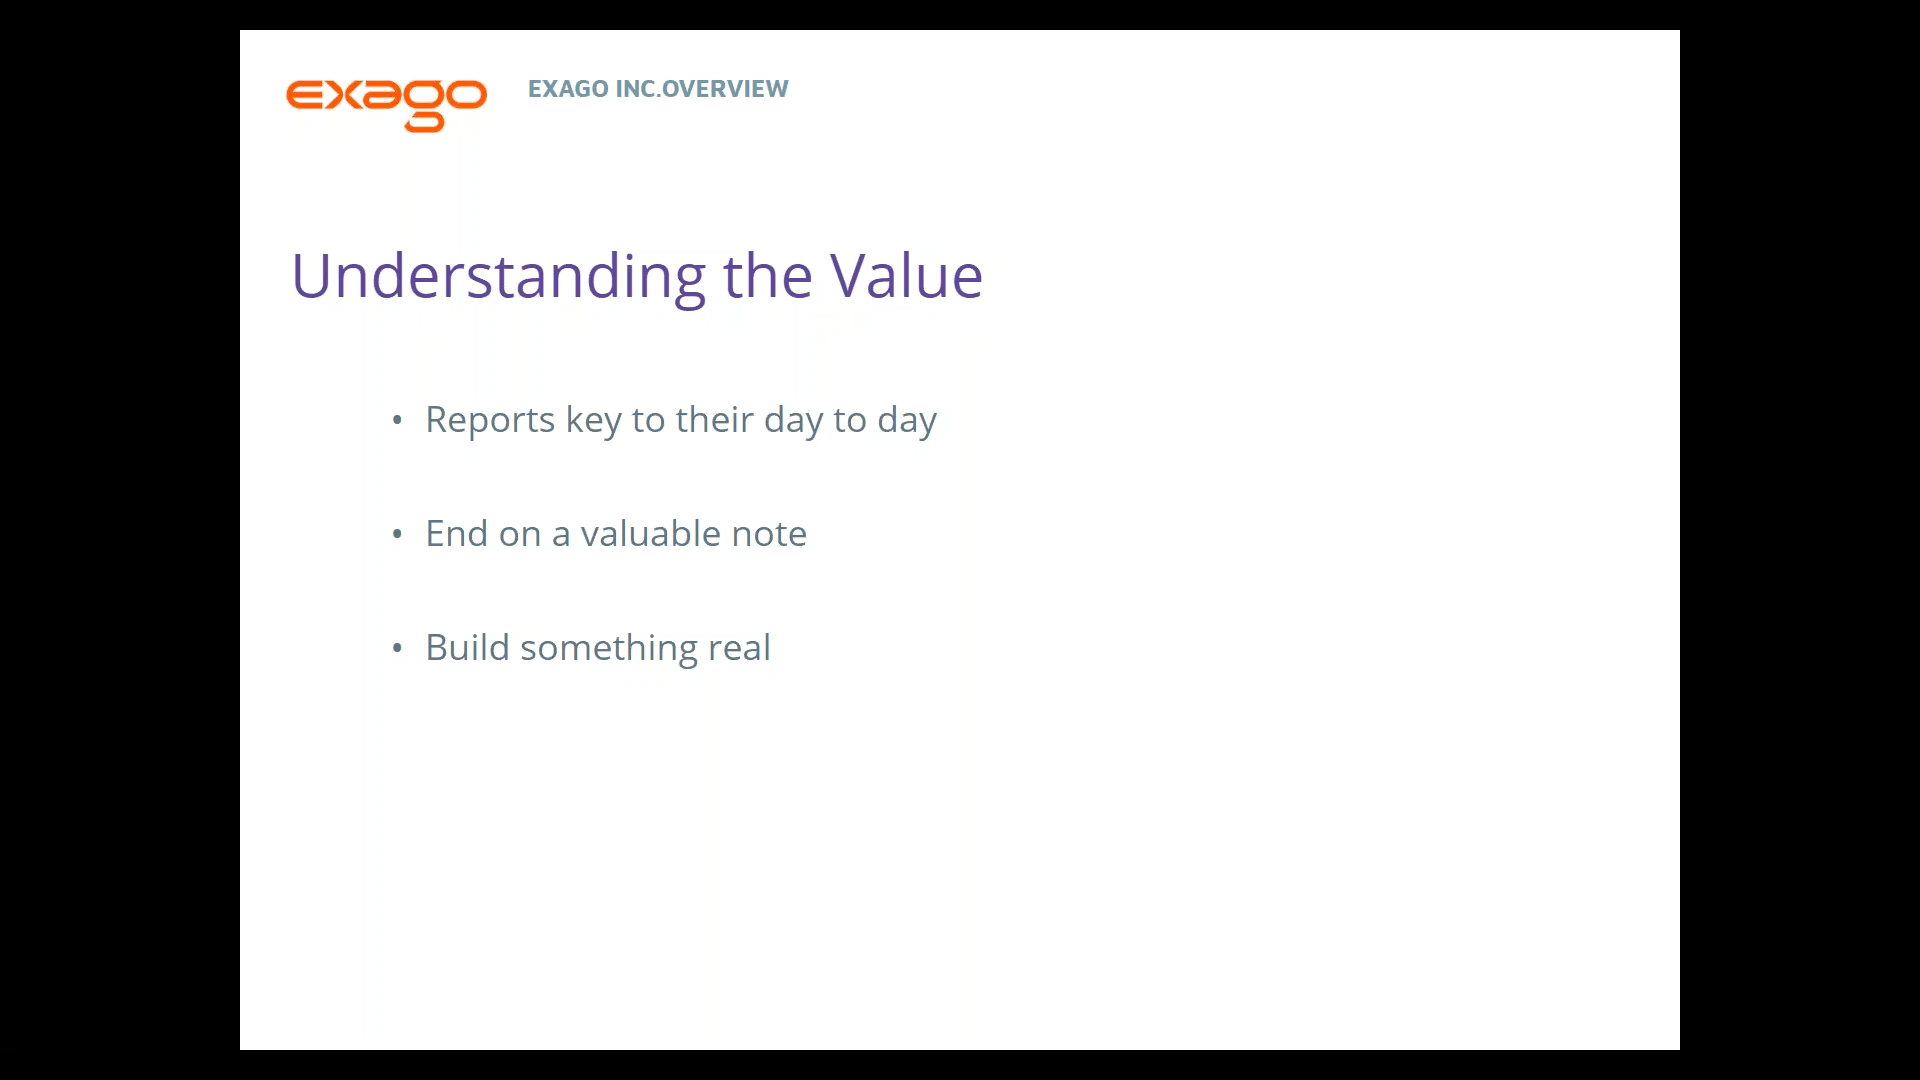 exago
EXAGO INC.OVERVIEW
Understanding the Value
• Reports key to their day to day
• End on a valuable note
• Build something real